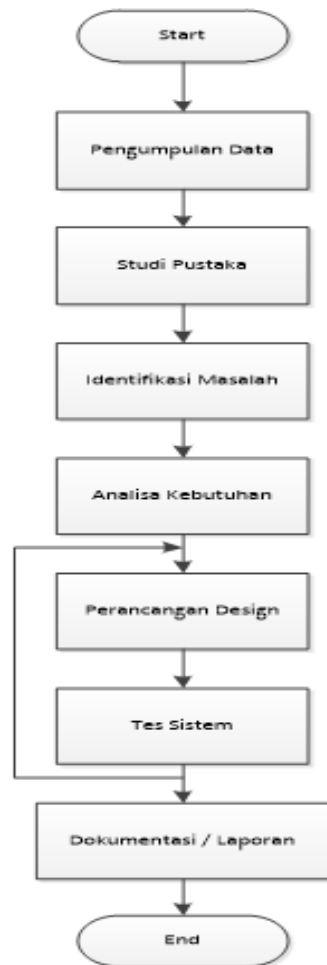 Start
Pengumpulan Data
Studi Pustaka
Identifikasi Masalah
Analisa Kebutuhan
Perancangan Design
Tes Sistem
Dokumentasi / Laporan
End